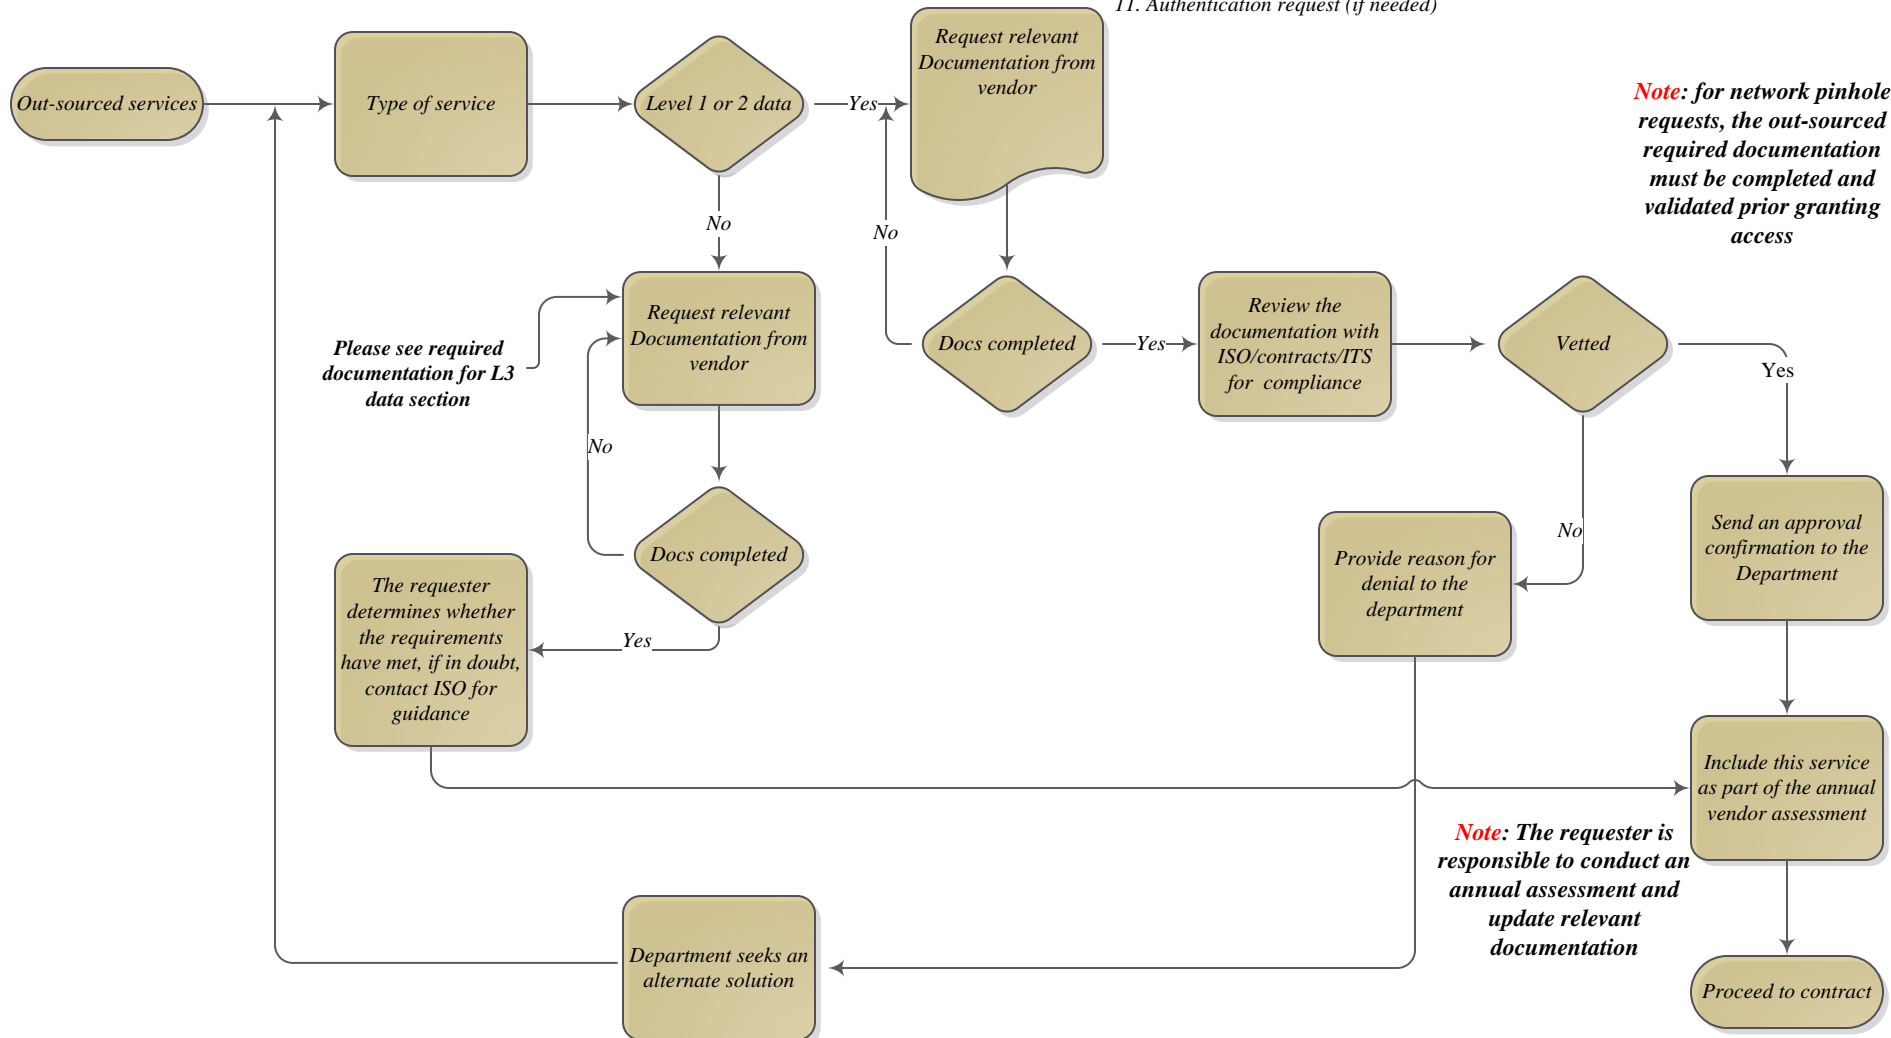 11. Authentication request (if needed)
Request relevant
Documentation from
vendor
Out-sourced services
Type of service
Level 1 or 2 data
Yes
Note: for network pinhole
requests, the out-sourced
required documentation
must be completed and
validated prior granting
access
No
No
Request relevant
Documentation from
vendor
Please see required
documentation for L3
data section
Docs completed
Yes
Review the
documentation with
ISO/contracts/ITS
for compliance
Vetted
Yes
No
No
Docs completed
Yes
The requester
determines whether
the requirements
have met, if in doubt,
contact ISO for
guidance
Provide reason for
denial to the
department
Send an approval
confirmation to the
Department
Include this service
as part of the annual
vendor assessment
Note: The requester is
responsible to conduct an
annual assessment and
update relevant
documentation
Department seeks an
alternate solution
Proceed to contract